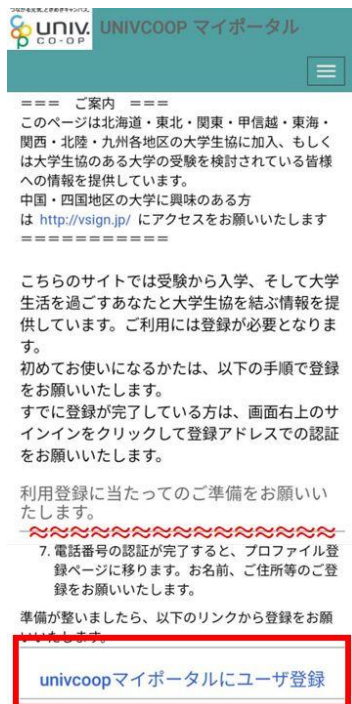 つながる元気、ときめきキャンパス。
univ.
CO-OP
UNIVCOOP マイポータル
=== ご案内 ===
このページは北海道・東北・関東・甲信越・東海・
関西・北陸・九州各地区の大学生協に加入、もしく
は大学生協のある大学の受験を検討されている皆様
への情報を提供しています。
中国・四国地区の大学に興味のある方
は http://vsign.jp/ にアクセスをお願いいたします
===========
こちらのサイトでは受験から入学、そして大学
生活を過ごすあなたと大学生協を結ぶ情報を提
供しています。ご利用には登録が必要となりま
す。
初めてお使いになるかたは、以下の手順で登録
をお願いいたします。
すでに登録が完了している方は、画面右上のサ
インインをクリックして登録アドレスでの認証
をお願いいたします。
利用登録に当たってのご準備をお願いい
たします。
7. 電話番号の認証が完了すると、プロファイル登
録ページに移ります。お名前、ご住所等のご登
録をお願いいたします。
準備が整いましたら、以下のリンクから登録をお願
いいたします。
univcoopマイポータルにユーザ登録